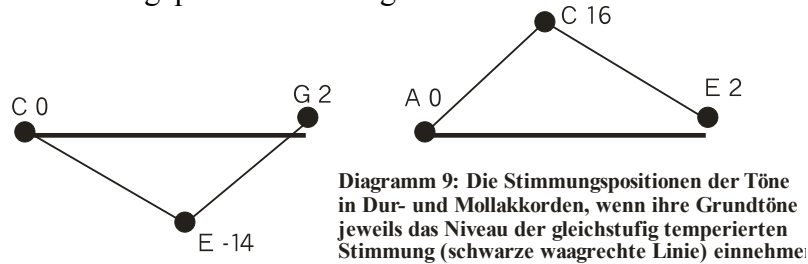 C 0
G 2
E -14
A 0
C 16
E 2
Diagramm 9: Die Stimmungspositionen der Töne
in Dur- und Mollakkorden, wenn ihre Grundtöne
jeweils das Niveau der gleichstufig temperierten
Stimmung (schwarze waagrechte Linie) einnehmen